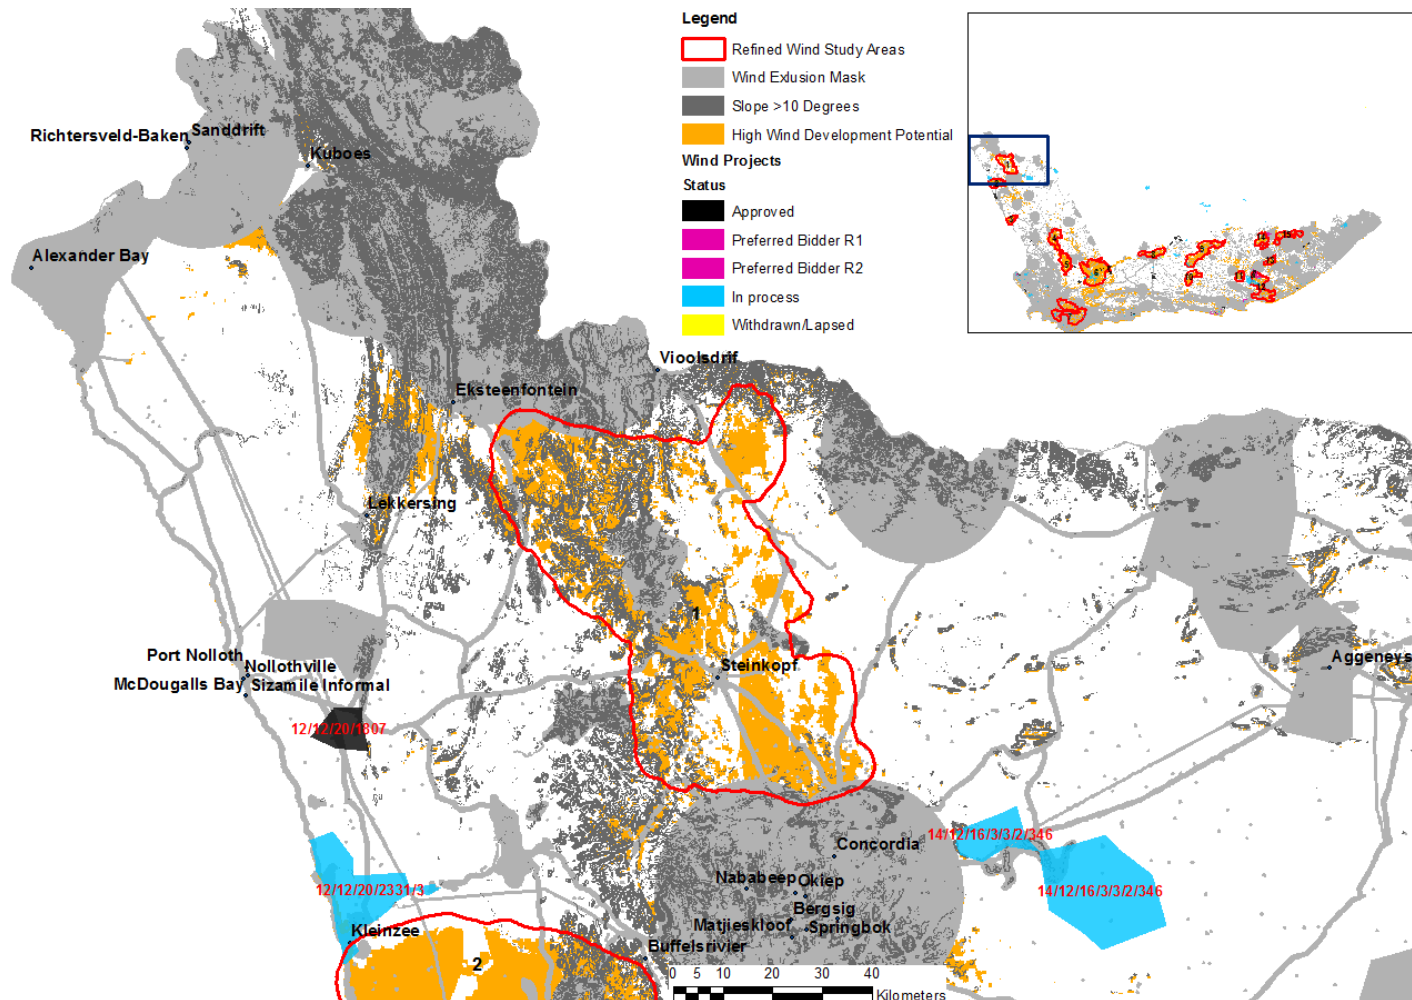 Legend
Refined Wind Study Areas
Wind Exlusion Mask
Slope >10 Degrees
High Wind Development Potential
Wind Projects
Status
Approved
Preferred Bidder R1
Preferred Bidder R2
In process
Withdrawn/Lapsed
Sanddrift
Richtersveld-Baken
Kuboes
Alexander Bay
Vioolsdrif
Eksteenfontein
Lekkersing
1
Port Nolloth
Nollothville
Steinkopf
Aggeneys
McDougalls Bay
Sizamile Informal
12/12/20/1807
14/12/16/3/3/2/346
Concordia
Nababeep
Okiep
12/12/20/2331/3
14/12/16/3/3/2/346
Bergsig
Matjieskloof
Springbok
Kleinzee
Buffelsrivier
2
0 5 10 20 30 40
Kilometers